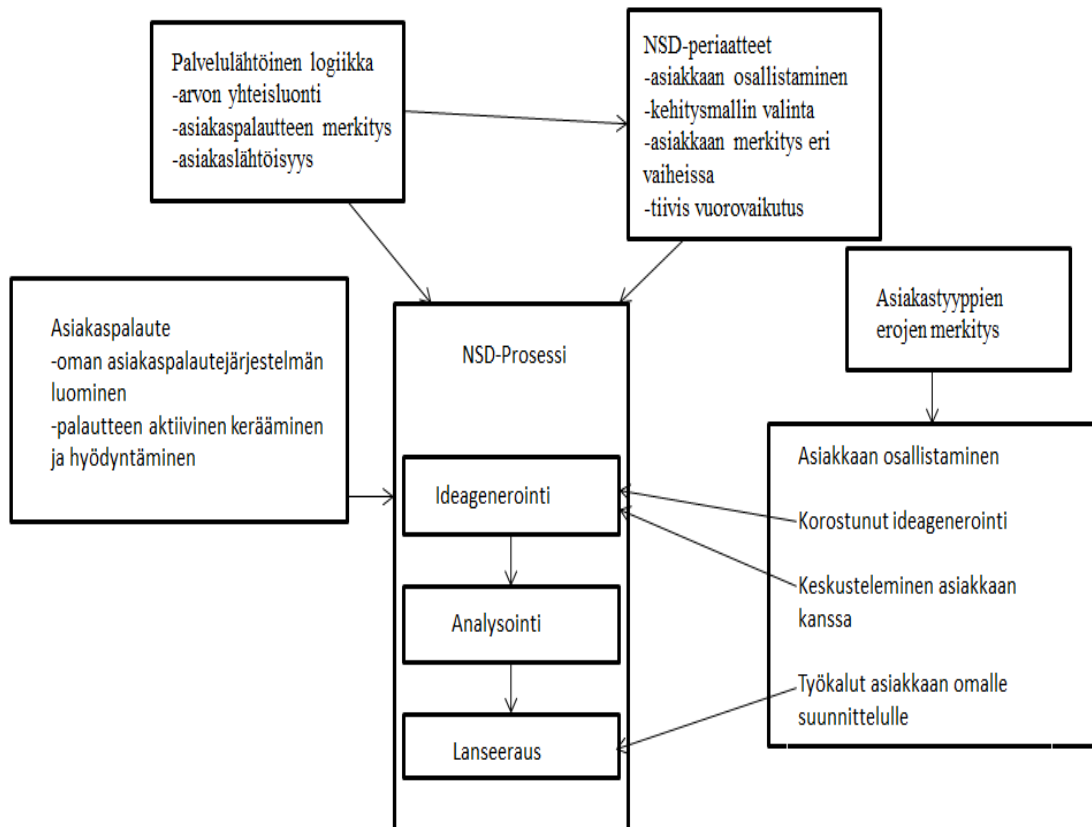 Palvelulähtöinen logiikka
-arvon yhteisluonti
-asiakaspalautteen merkitys
-asiakaslähtöisyys
NSD-periaatteet
-asiakkaan osallistaminen
-kehitysmallin valinta
-asiakkaan merkitys eri
vaiheissa
-tiivis vuorovaikutus
Asiakaspalaute
-oman asiakaspalautejärjestelmän
luominen
-palautteen aktiivinen kerääminen
ja hyödyntäminen
NSD-Prosessi
Ideagenerointi
Analysointi
Lanseeraus
Asiakastyyppien
erojen merkitys
Asiakkaan osallistaminen
Korostunut ideagenerointi
Keskusteleminen asiakkaan
kanssa
Työkalut asiakkaan omalle
suunnittelulle